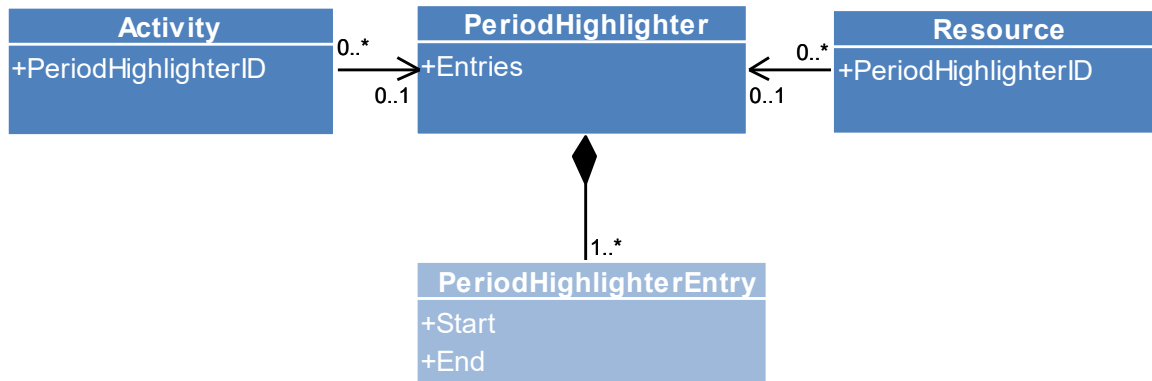 Activity
+PeriodHighlighterID
0..*
0..1
PeriodHighlighter
+Entries
0..*
0..1
Resource
+PeriodHighlighterID
1..*
PeriodHighlighterEntry
+Start
+End